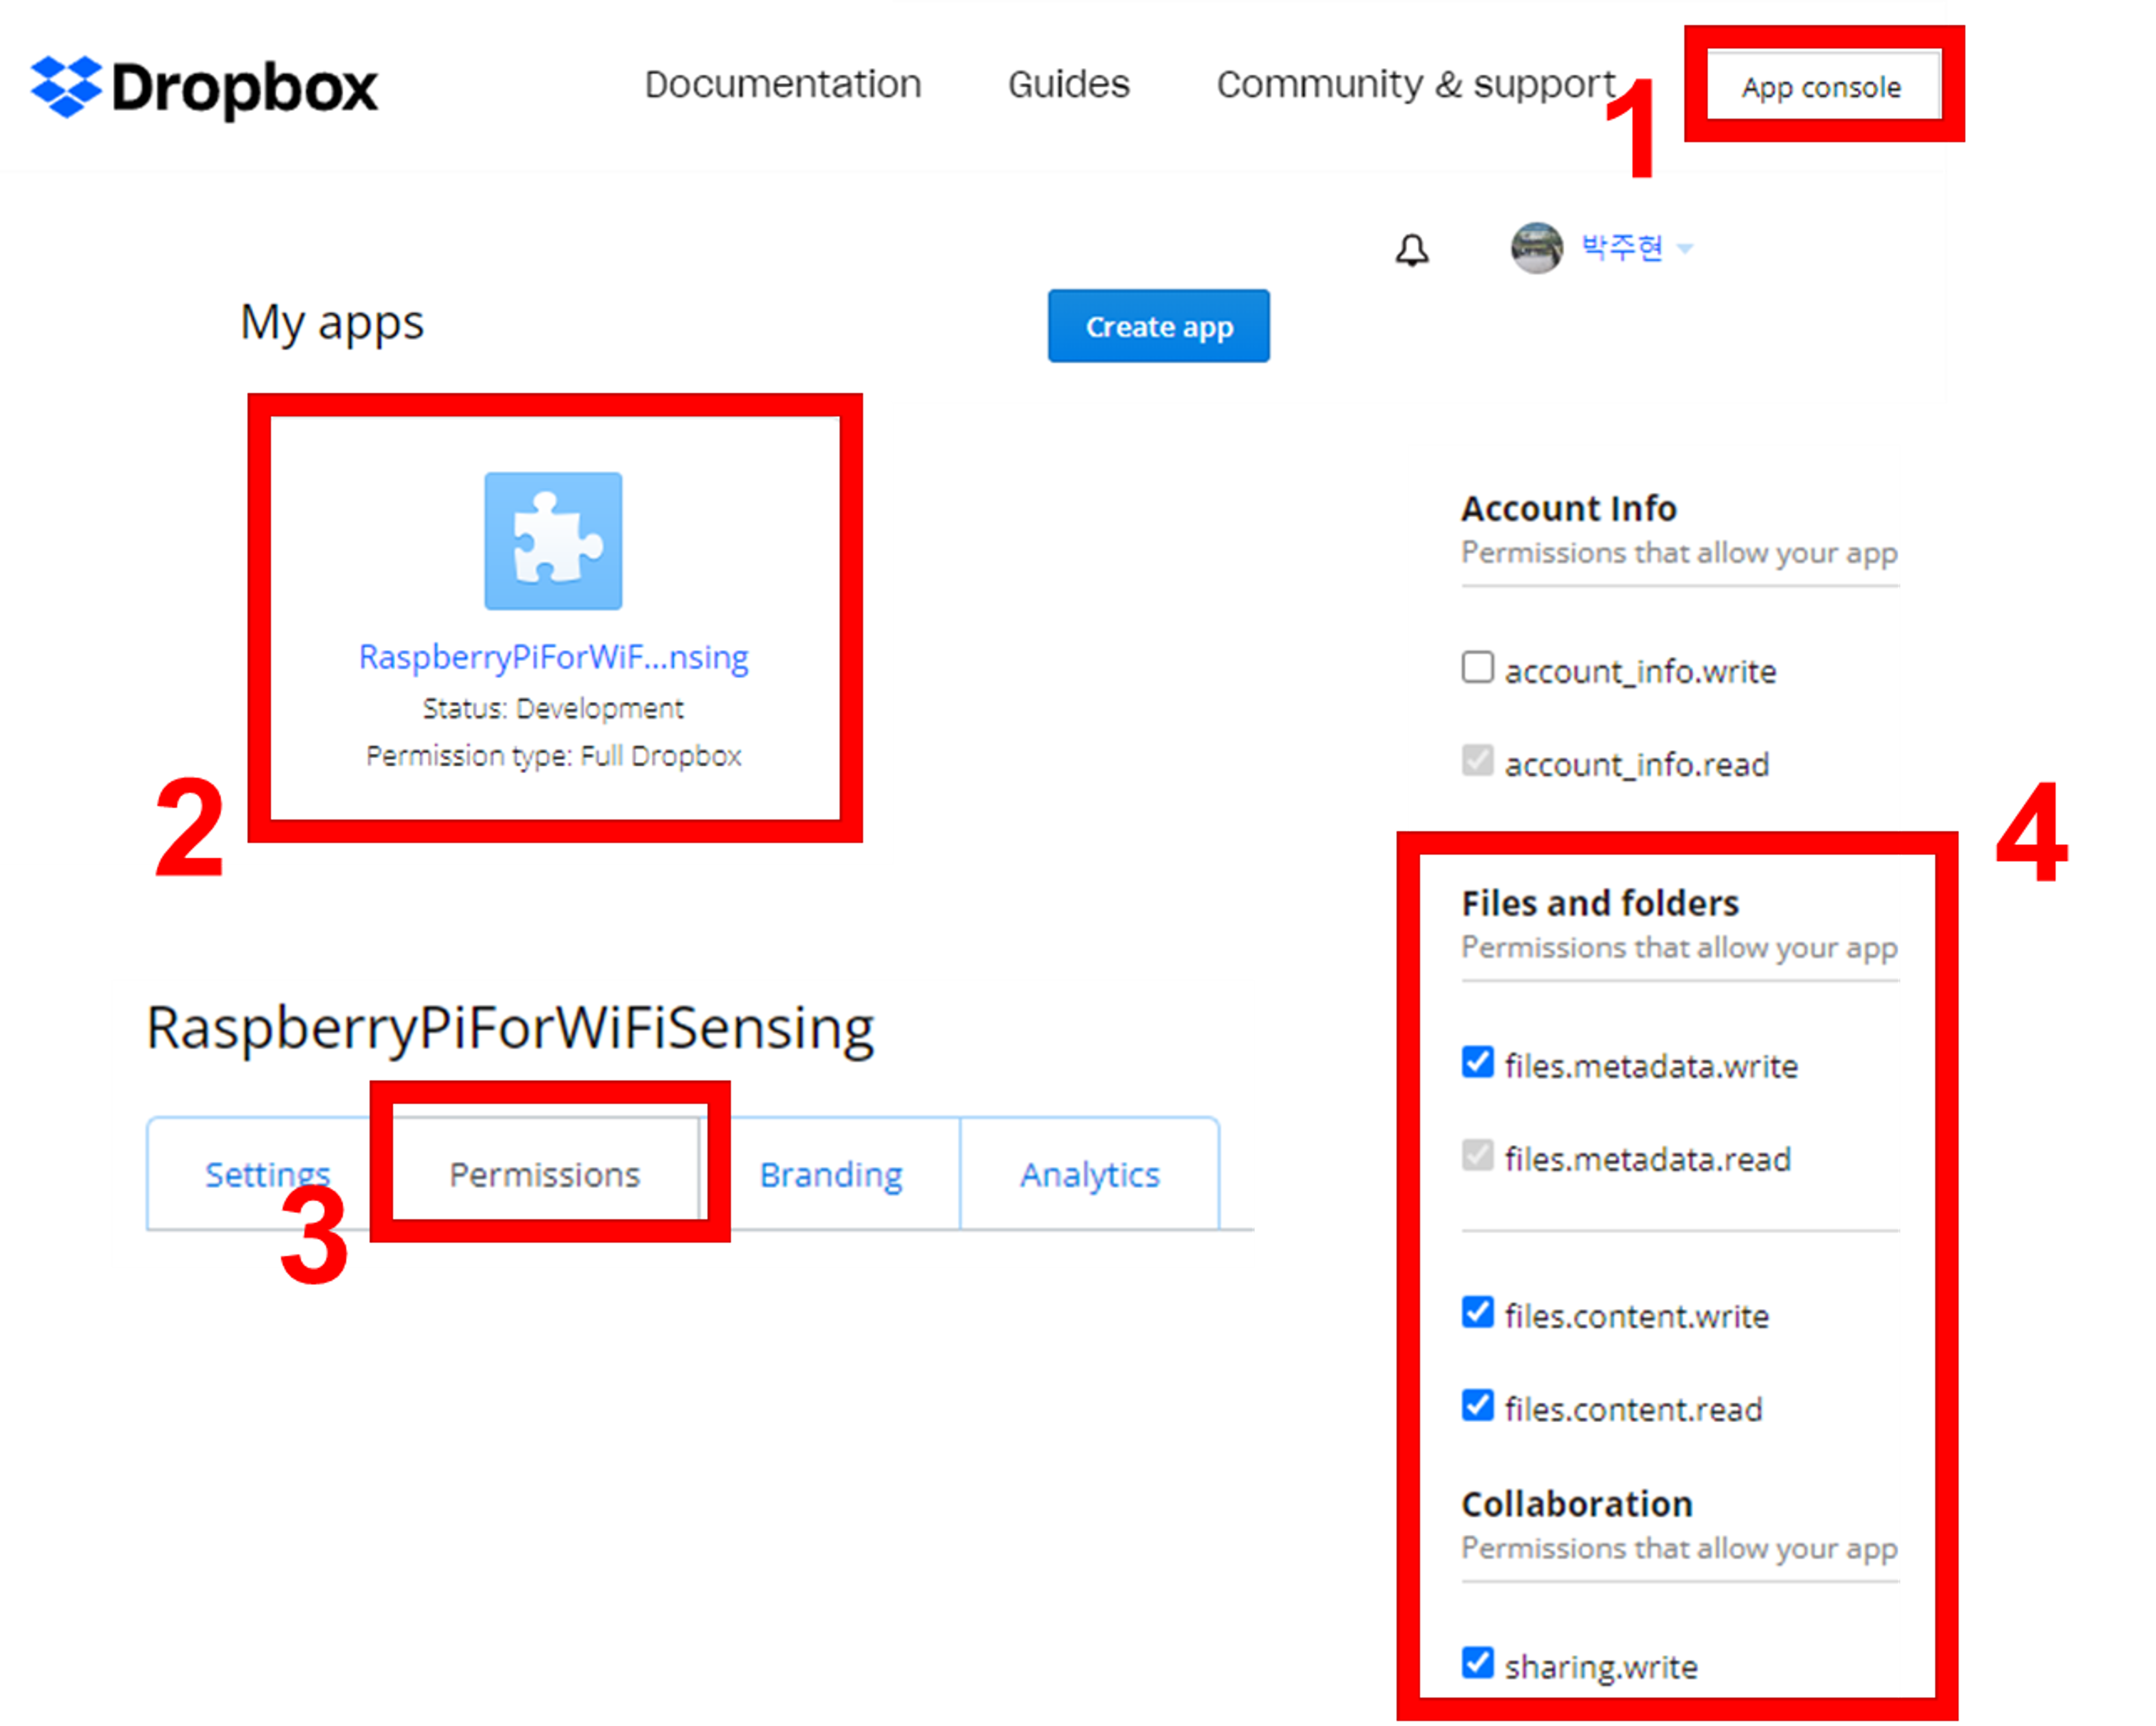 Dropbox
Documentation
Guides
Community & support
1
App console
박주현
My apps
Create app
RaspberryPiForWiF...nsing
Status: Development
Permission type: Full Dropbox
2
RaspberryPiForWiFiSensing
Settings
Permissions
Branding
Analytics
3
Account Info
Permissions that allow your app
account_info.write
account_info.read
4
Files and folders
Permissions that allow your app
files.metadata.write
files.metadata.read
files.content.write
files.content.read
Collaboration
Permissions that allow your app
sharing.write